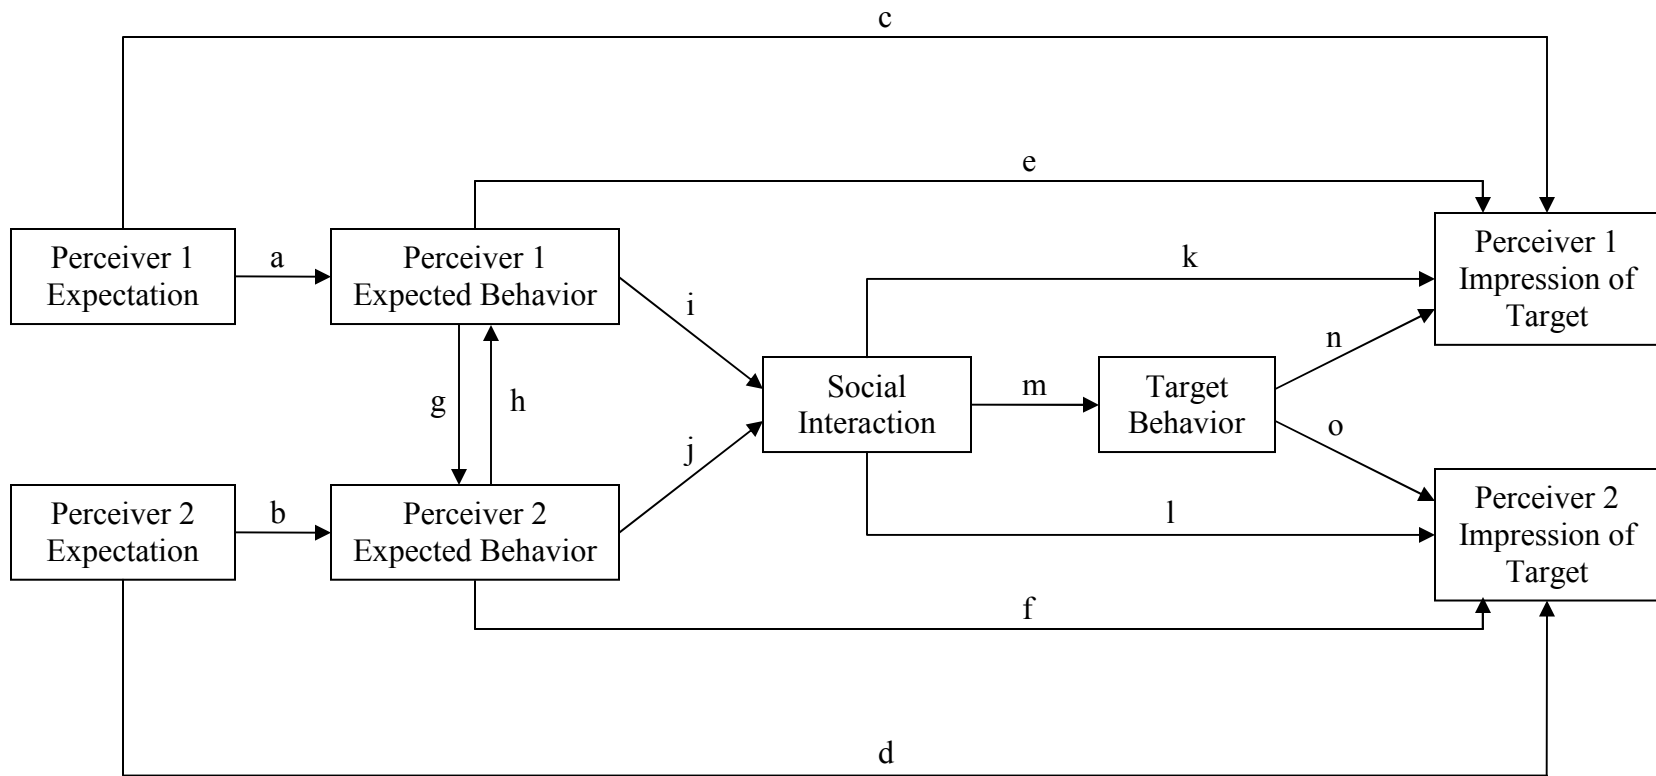 c
e
Perceiver 1
Expectation
a
Perceiver 1
Expected Behavior
k
Perceiver 1
Impression of
Target
i
n
g
h
Social
Interaction
m
Target
Behavior
j
o
Perceiver 2
Expectation
b
Perceiver 2
Expected Behavior
l
Perceiver 2
Impression of
Target
f
d